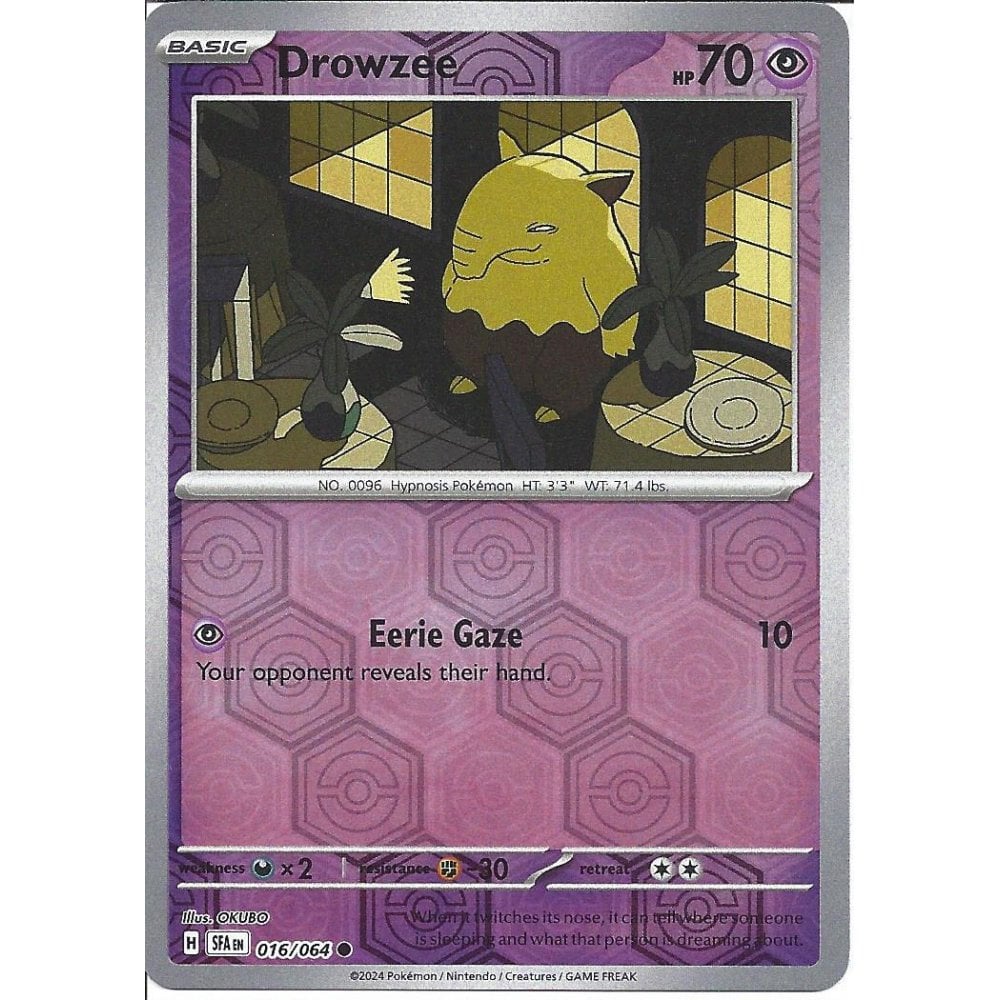 BASIC
Drowzee
HP 70
NO. 0096 Hypnosis Pokémon HT: 3'3" WT: 71.4 lbs.
Eerie Gaze 10
Your opponent reveals their hand.
weakness ×2 resistance -30 retreat
Illus. OKUBO
When it twitches its nose, it can tell where someone
is sleeping and what that person is dreaming about.
H SFA EN 016/064
©2024 Pokémon / Nintendo / Creatures / GAME FREAK